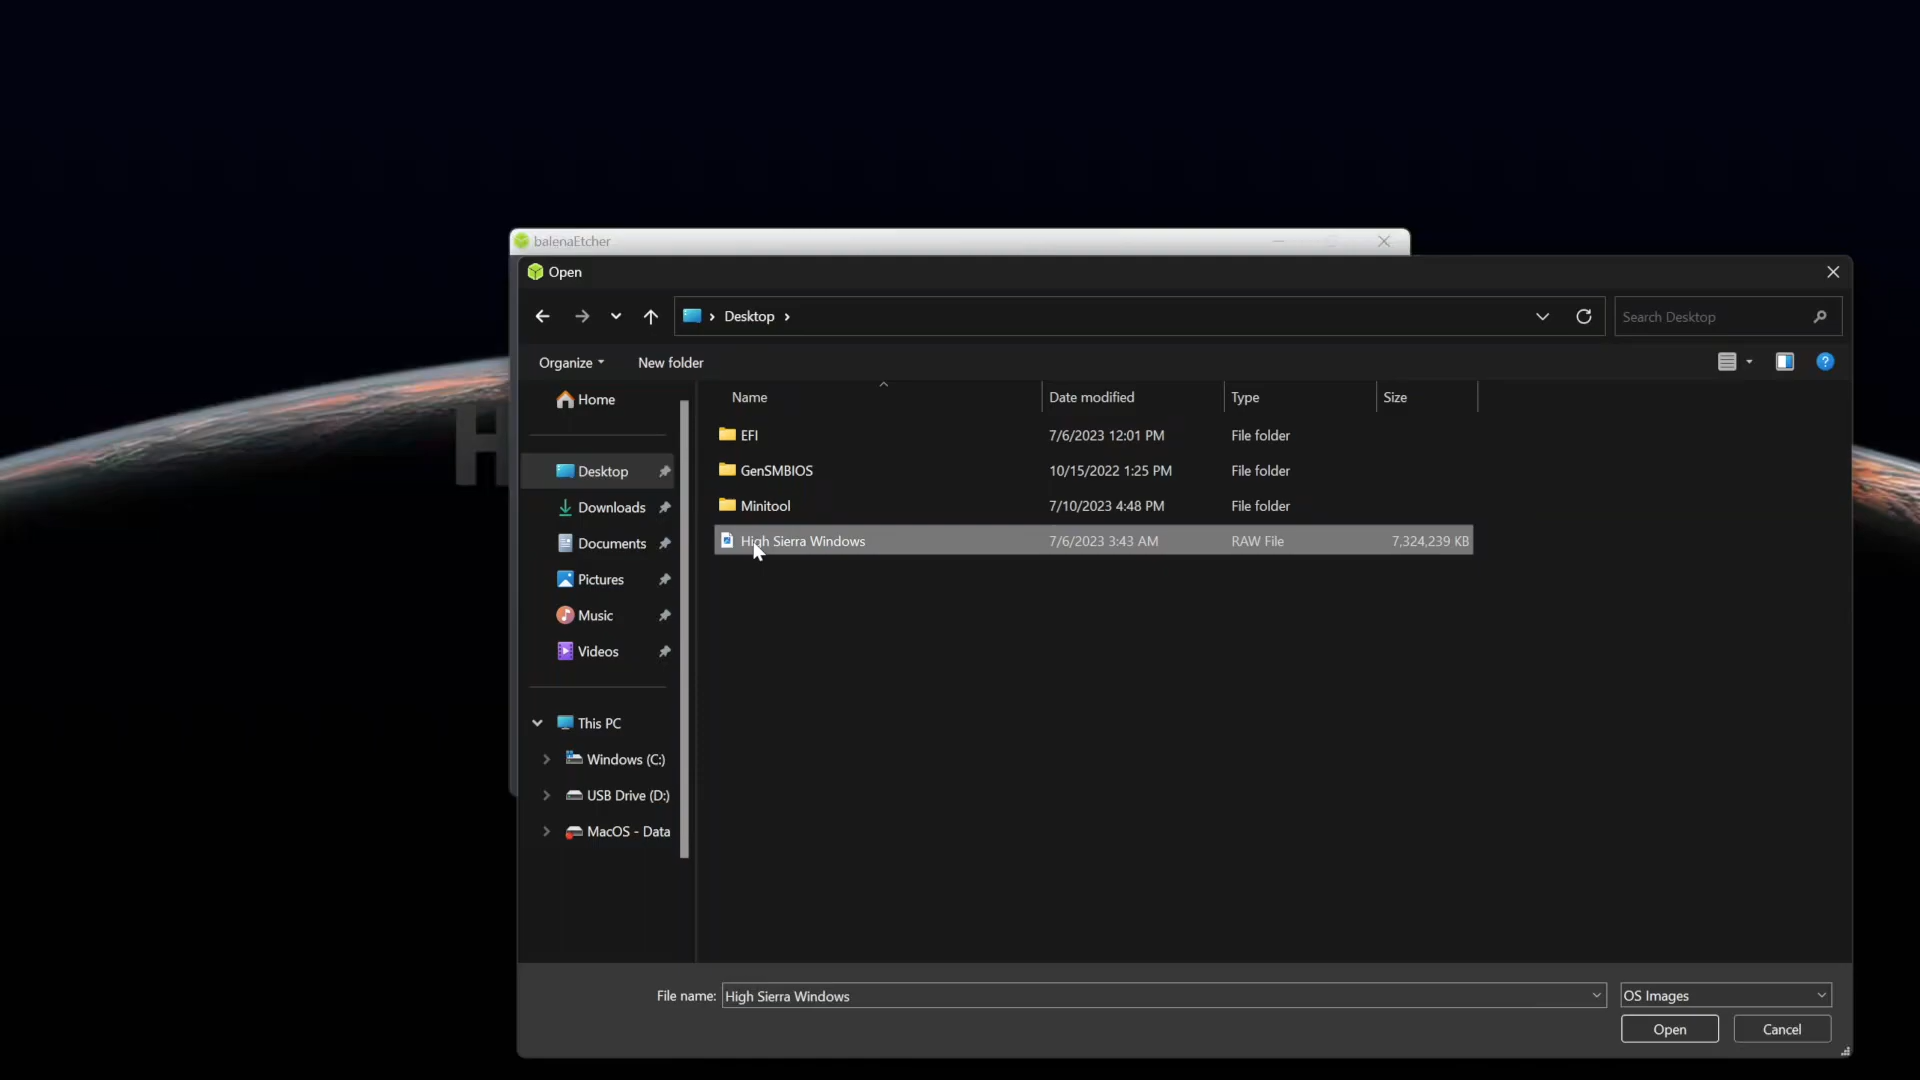 balenaEtcher
Open
Desktop
Search Desktop
Organize
New folder
Home
Desktop
Downloads
Documents
Pictures
Music
Videos
This PC
Windows (C:)
USB Drive (D:)
MacOS - Data
Name Date modified Type Size
EFI 7/6/2023 12:01 PM File folder
GenSMBIOS 10/15/2022 1:25 PM File folder
Minitool 7/10/2023 4:48 PM File folder
High Sierra Windows 7/6/2023 3:43 AM RAW File 7,324,239 KB
File name: High Sierra Windows
OS Images
Open
Cancel